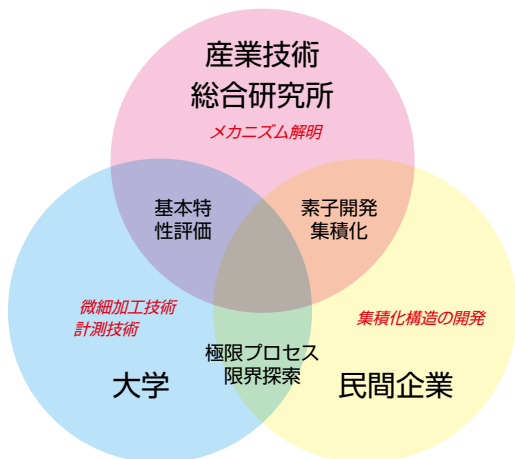 産業技術
総合研究所
メカニズム解明
基本特
性評価
素子開発
集積化
微細加工技術
計測技術
集積化構造の開発
極限プロセス
限界探索
大学
民間企業